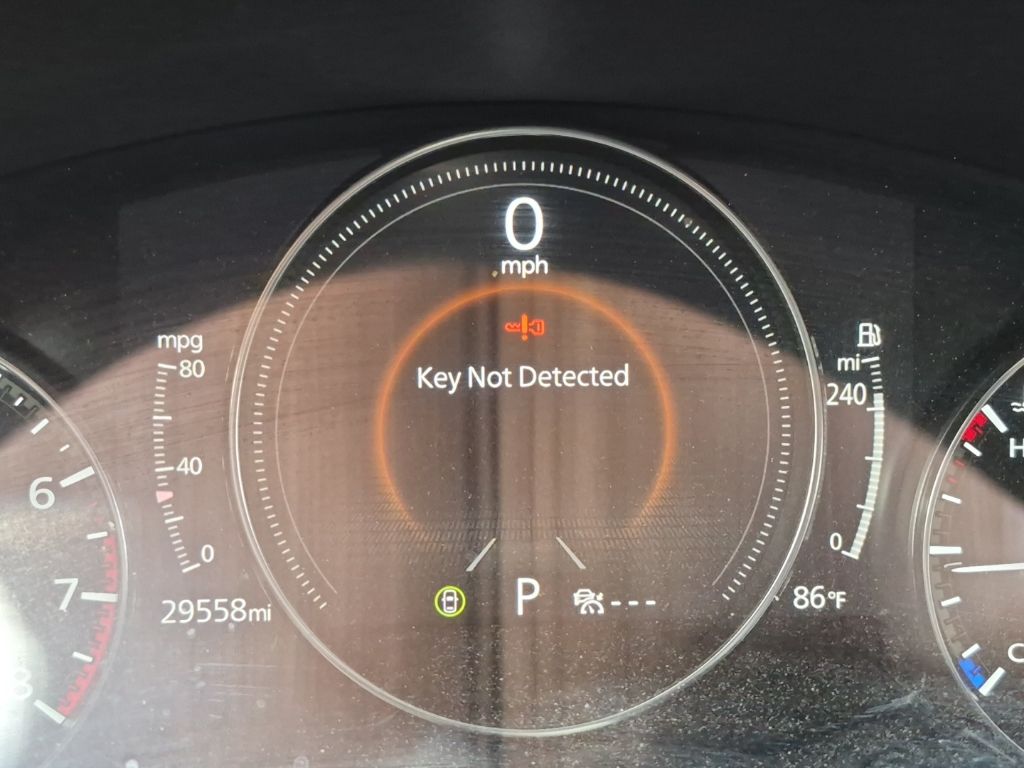 0
mph
Key Not Detected
mpg
80
40
0
29558mi
mi
240
0
P
---
86°F
6
7
8
H
C